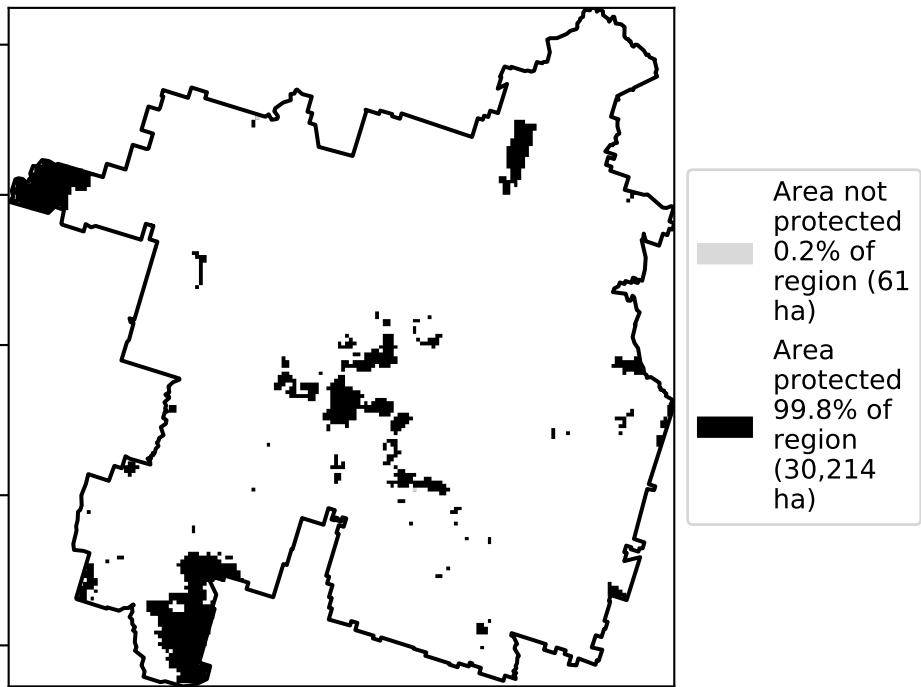 Area not
protected
0.2% of
region (61
ha)
Area
protected
99.8% of
region
(30,214
ha)